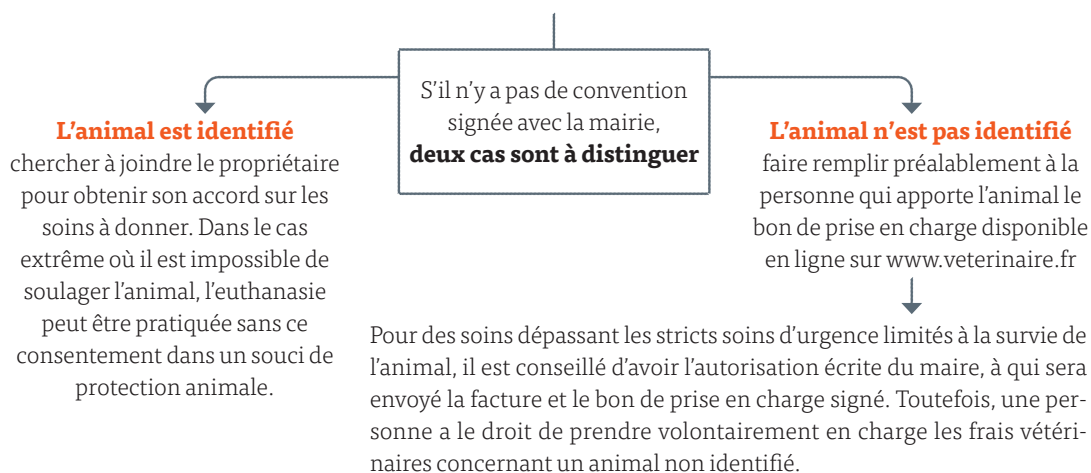 S’il n’y a pas de convention
signée avec la mairie,
deux cas sont à distinguer
L’animal est identifié
chercher à joindre le propriétaire
pour obtenir son accord sur les
soins à donner. Dans le cas
extrême où il est impossible de
soulager l’animal, l’euthanasie
peut être pratiquée sans ce
consentement dans un souci de
protection animale.
L’animal n’est pas identifié
faire remplir préalablement à la
personne qui apporte l’animal le
bon de prise en charge disponible
en ligne sur www.veterinaire.fr
Pour des soins dépassant les stricts soins d’urgence limités à la survie de
l’animal, il est conseillé d’avoir l’autorisation écrite du maire, à qui sera
envoyé la facture et le bon de prise en charge signé. Toutefois, une per-
sonne a le droit de prendre volontairement en charge les frais vétéri-
naires concernant un animal non identifié.